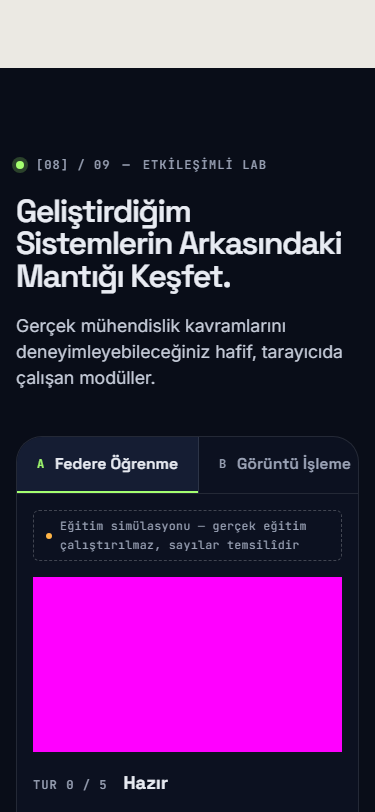 [08] / 09 — ETKİLEŞİMLİ LAB
Geliştirdiğim
Sistemlerin Arkasındaki
Mantığı Keşfet.
Gerçek mühendislik kavramlarını
deneyimleyebileceğiniz hafif, tarayıcıda
çalışan modüller.
A Federe Öğrenme B Görüntü İşleme
Eğitim simülasyonu — gerçek eğitim
çalıştırılmaz, sayılar temsilîdir
TUR 0 / 5 Hazır